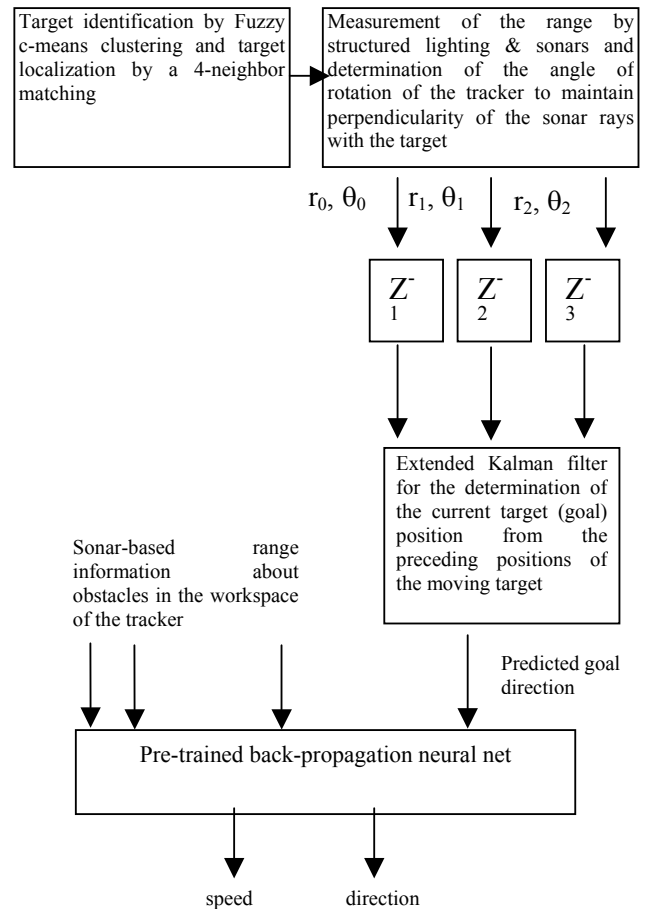 Target identification by Fuzzy
c-means clustering and target
localization by a 4-neighbor
matching
Measurement of the range by
structured lighting & sonars and
determination of the angle of
rotation of the tracker to maintain
perpendicularity of the sonar rays
with the target
r0, θ0 r1, θ1 r2, θ2
Z- Z- Z-
1 2 3
Extended Kalman filter
for the determination of
the current target (goal)
position from the
preceding positions of
the moving target
Sonar-based range
information about
obstacles in the workspace
of the tracker
Predicted goal
direction
Pre-trained back-propagation neural net
speed direction